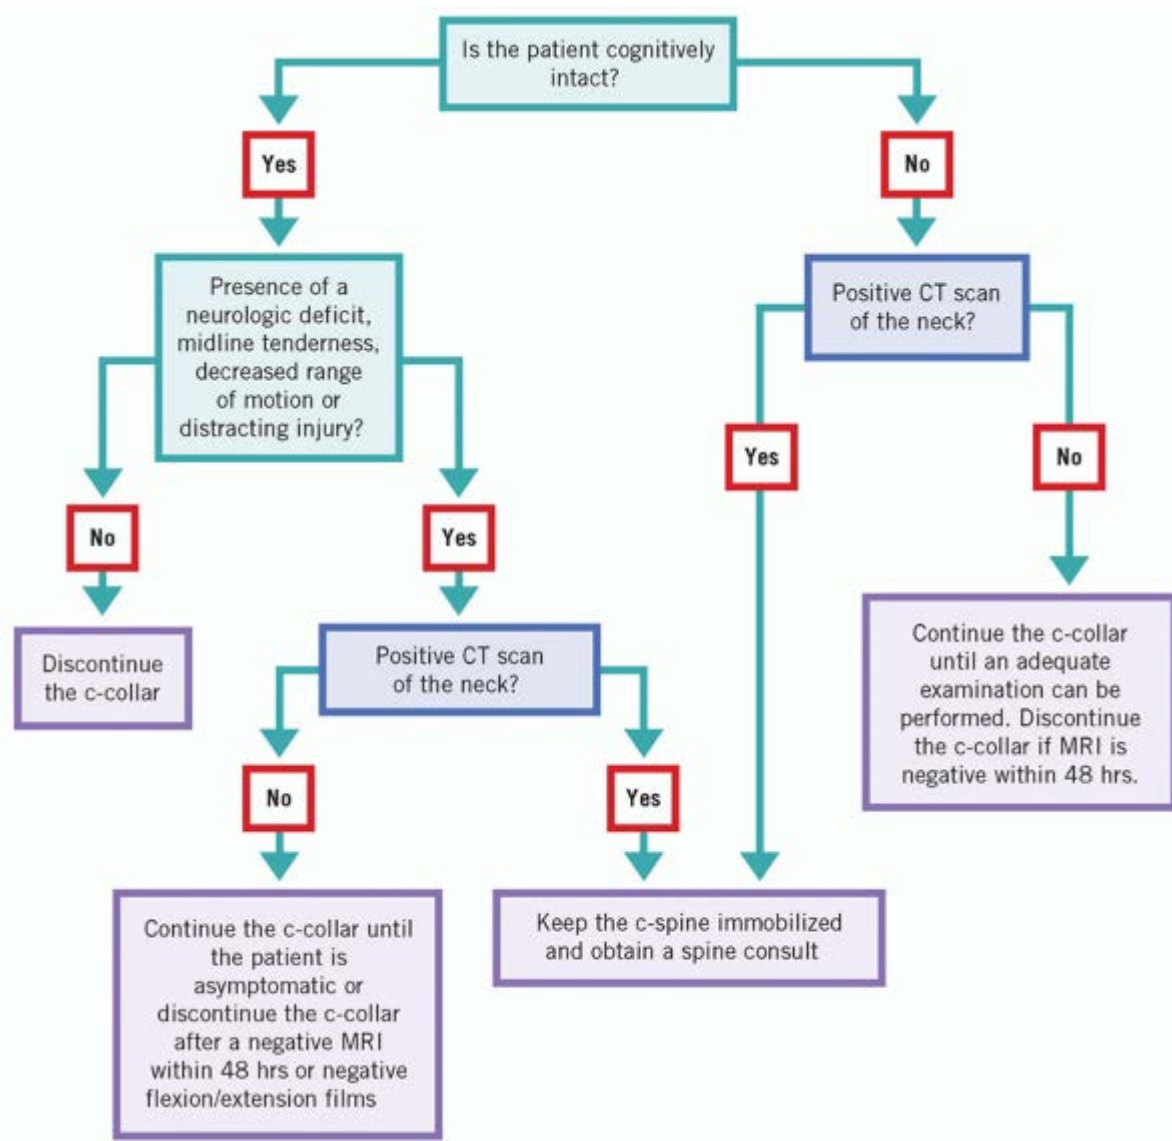 Is the patient cognitively
intact?
Yes
No
Presence of a
neurologic deficit,
midline tenderness,
decreased range
of motion or
distracting injury?
Positive CT scan
of the neck?
Yes
No
No
Yes
Discontinue
the c-collar
Positive CT scan
of the neck?
Continue the c-collar
until an adequate
examination can be
performed. Discontinue
the c-collar if MRI is
negative within 48 hrs.
No
Yes
Continue the c-collar until
the patient is
asymptomatic or
discontinue the c-collar
after a negative MRI
within 48 hrs or negative
flexion/extension films
Keep the c-spine immobilized
and obtain a spine consult